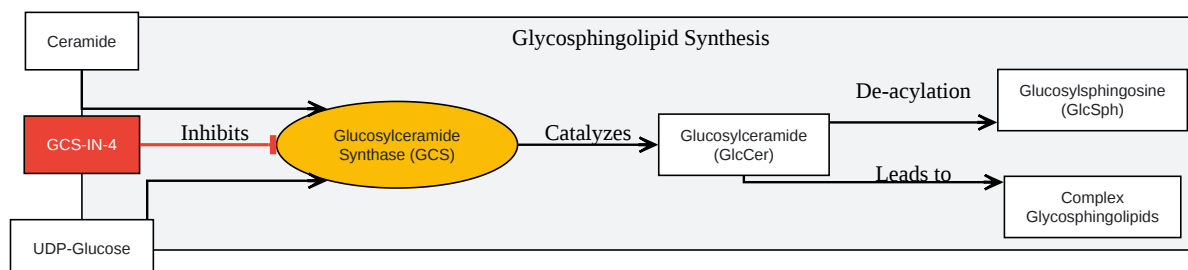 Glycosphingolipid Synthesis
Ceramide
GCS-IN-4
UDP-Glucose
Inhibits
Glucosylceramide
Synthase (GCS)
Catalyzes
Glucosylceramide
(GlcCer)
De-acylation
Glucosylsphingosine
(GlcSph)
Leads to
Complex
Glycosphingolipids